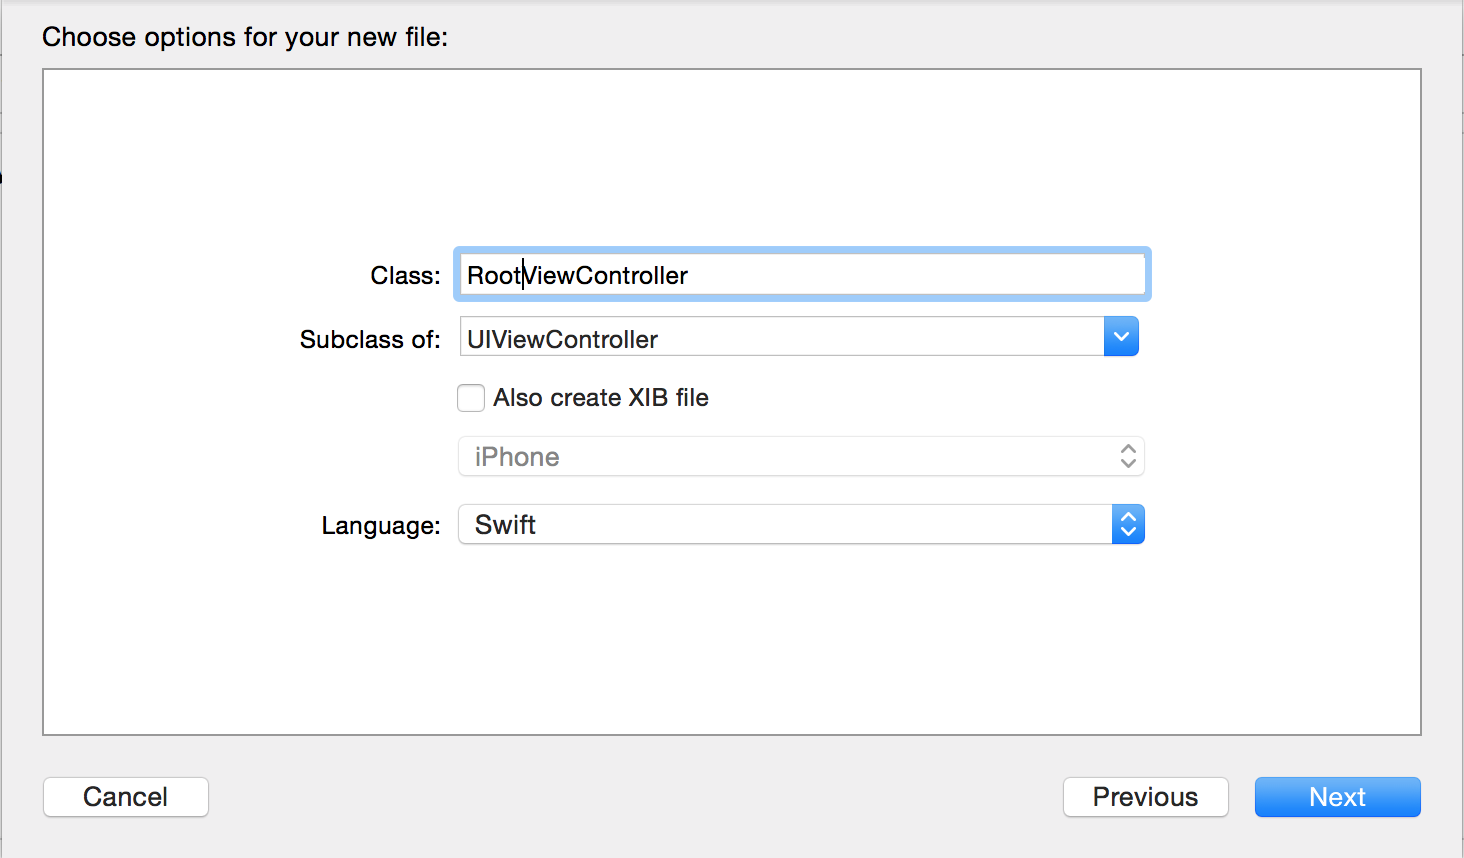 Choose options for your new file:
Class: RootViewController
Subclass of: UIViewController
Also create XIB file
iPhone
Language: Swift
Cancel Previous Next